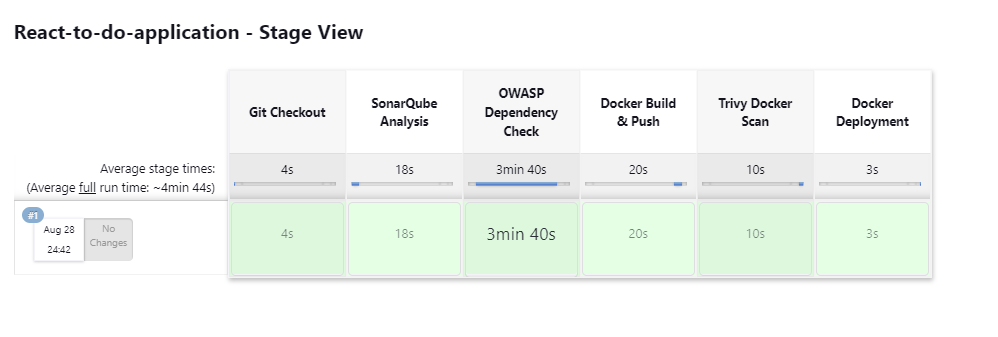 React-to-do-application - Stage View
Git Checkout
SonarQube
Analysis
OWASP
Dependency
Check
Docker Build
& Push
Trivy Docker
Scan
Docker
Deployment
Average stage times:
(Average full run time: ~4min 44s)
4s
18s
3min 40s
20s
10s
3s
#1
Aug 28
24:42
No
Changes
4s
18s
3min 40s
20s
10s
3s